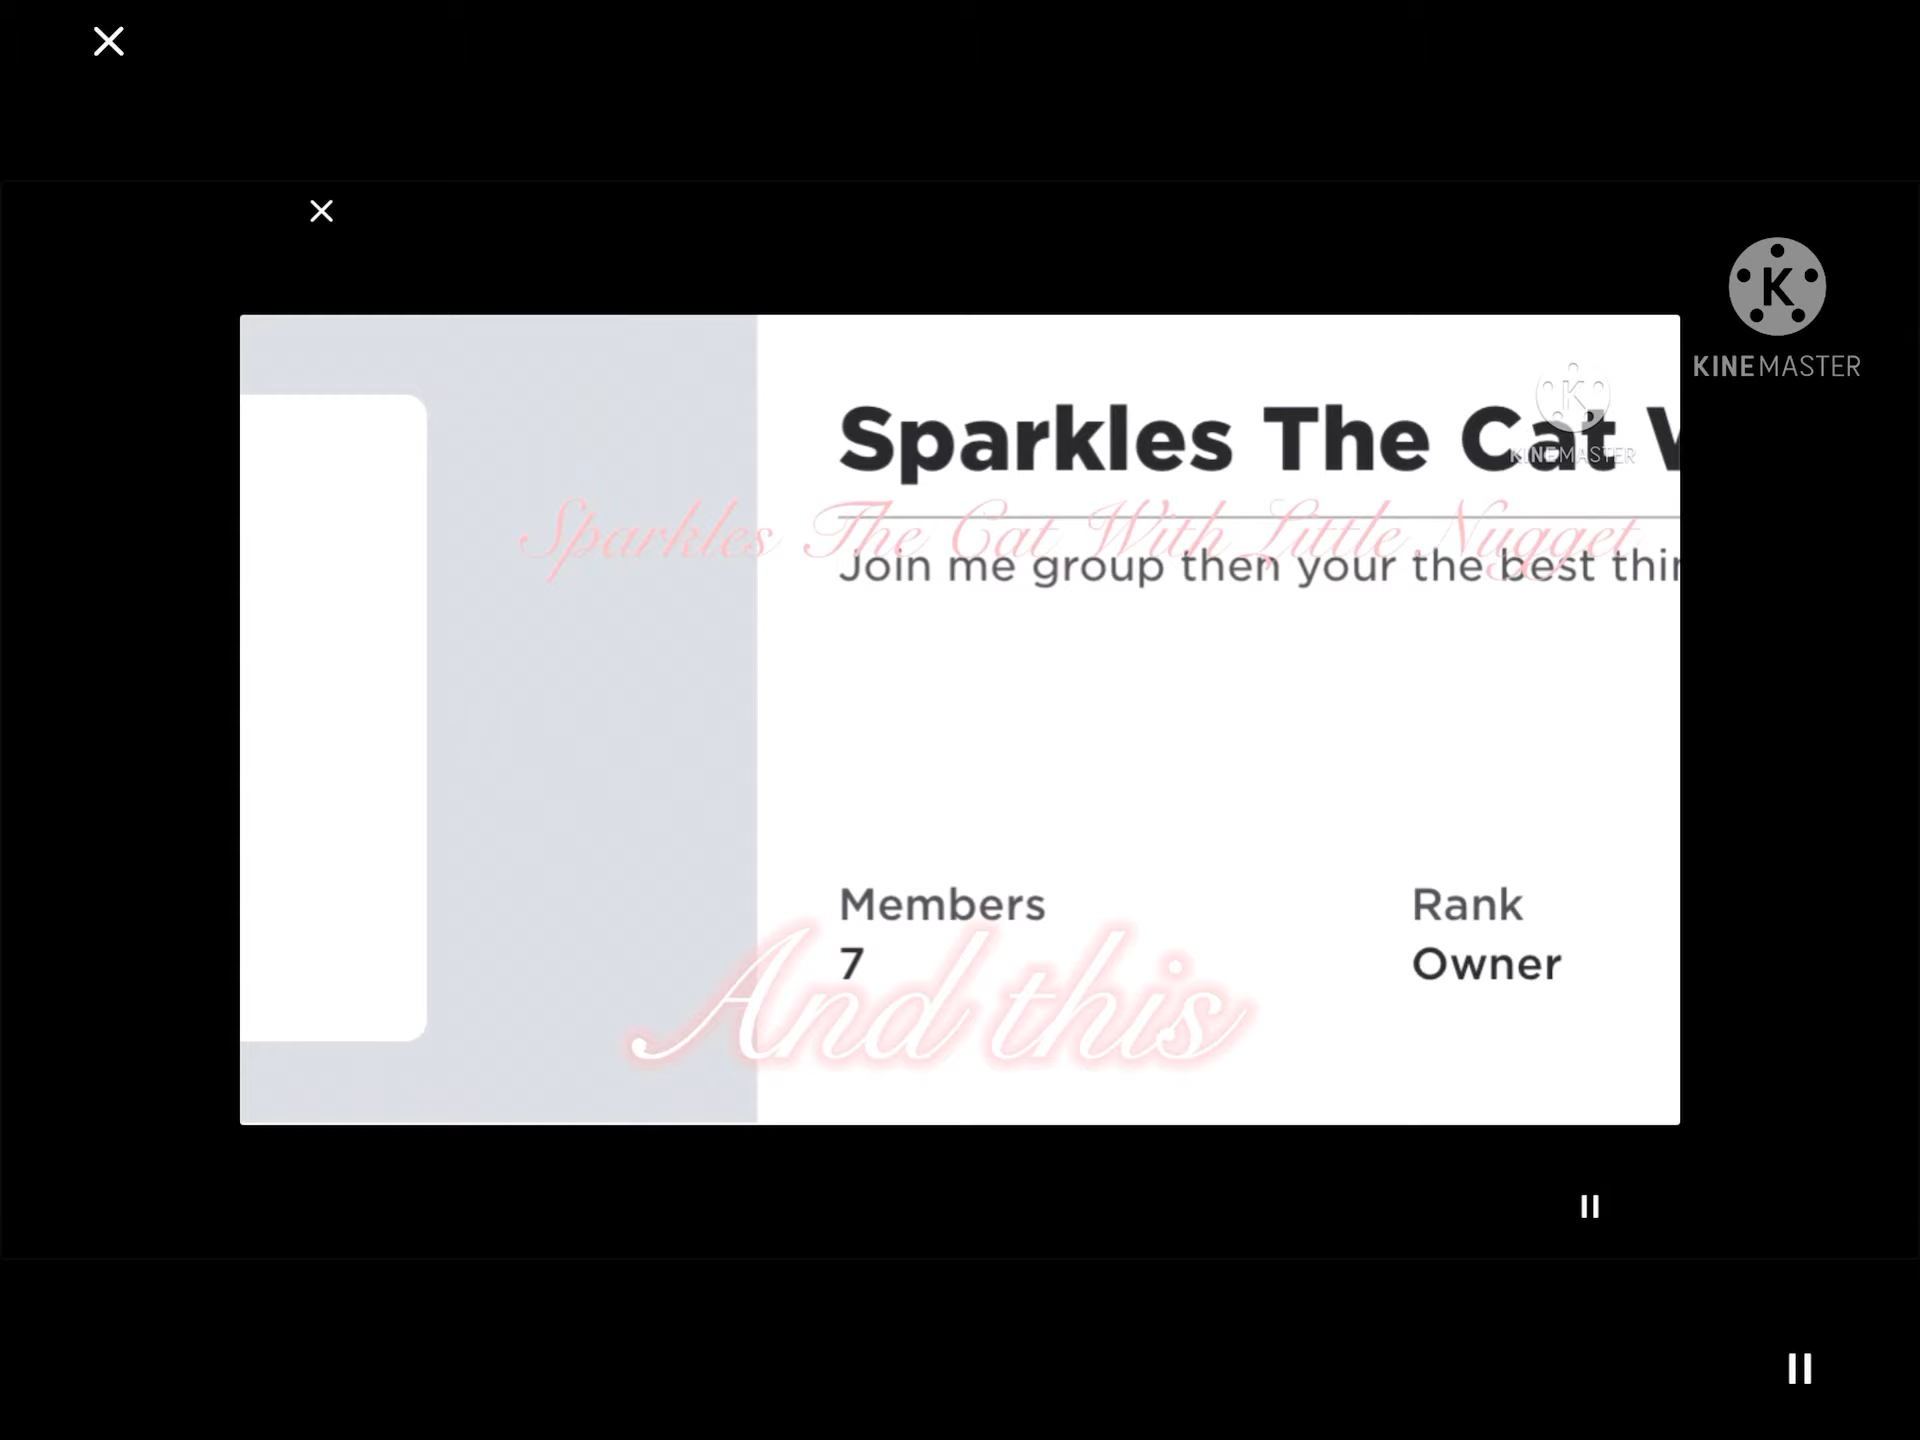 KINEMASTER
Sparkles The Cat
KINEMASTER
Sparkles The Cat With Little Nugget
Join me group then your the best
Members
Rank
7
Owner
And this